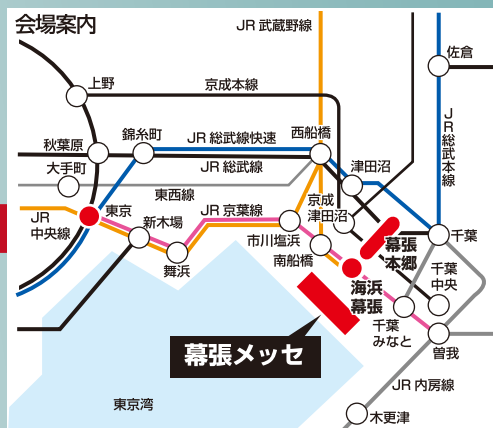 会場案内
JR 武蔵野線
佐倉
上野
京成本線
JR総武本線
錦糸町
西船橋
JR 総武線快速
秋葉原
JR 総武線
津田沼
大手町
東西線
京成
津田沼
JR
中央線
東京
新木場
JR 京葉線
市川塩浜
幕張
本郷
千葉
南船橋
舞浜
海浜
幕張
千葉
中央
千葉
みなと
曽我
幕張メッセ
JR 内房線
東京湾
木更津